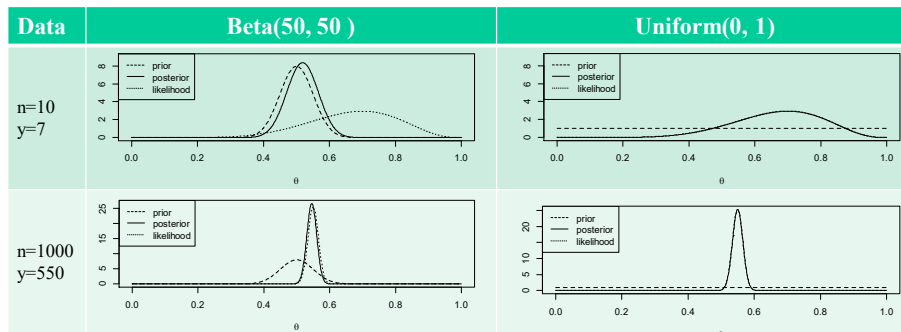 Data
Beta(50, 50 )
Uniform(0, 1)
n=10
y=7
8
6
4
2
0
prior
posterior
likelihood
0.0 0.2 0.4 0.6 0.8 1.0
θ
8
6
4
2
0
prior
posterior
likelihood
0.0 0.2 0.4 0.6 0.8 1.0
θ
n=1000
y=550
25
15
0 5
prior
posterior
likelihood
0.0 0.2 0.4 0.6 0.8 1.0
θ
20
10
5
0
prior
posterior
likelihood
0.0 0.2 0.4 0.6 0.8 1.0
θ